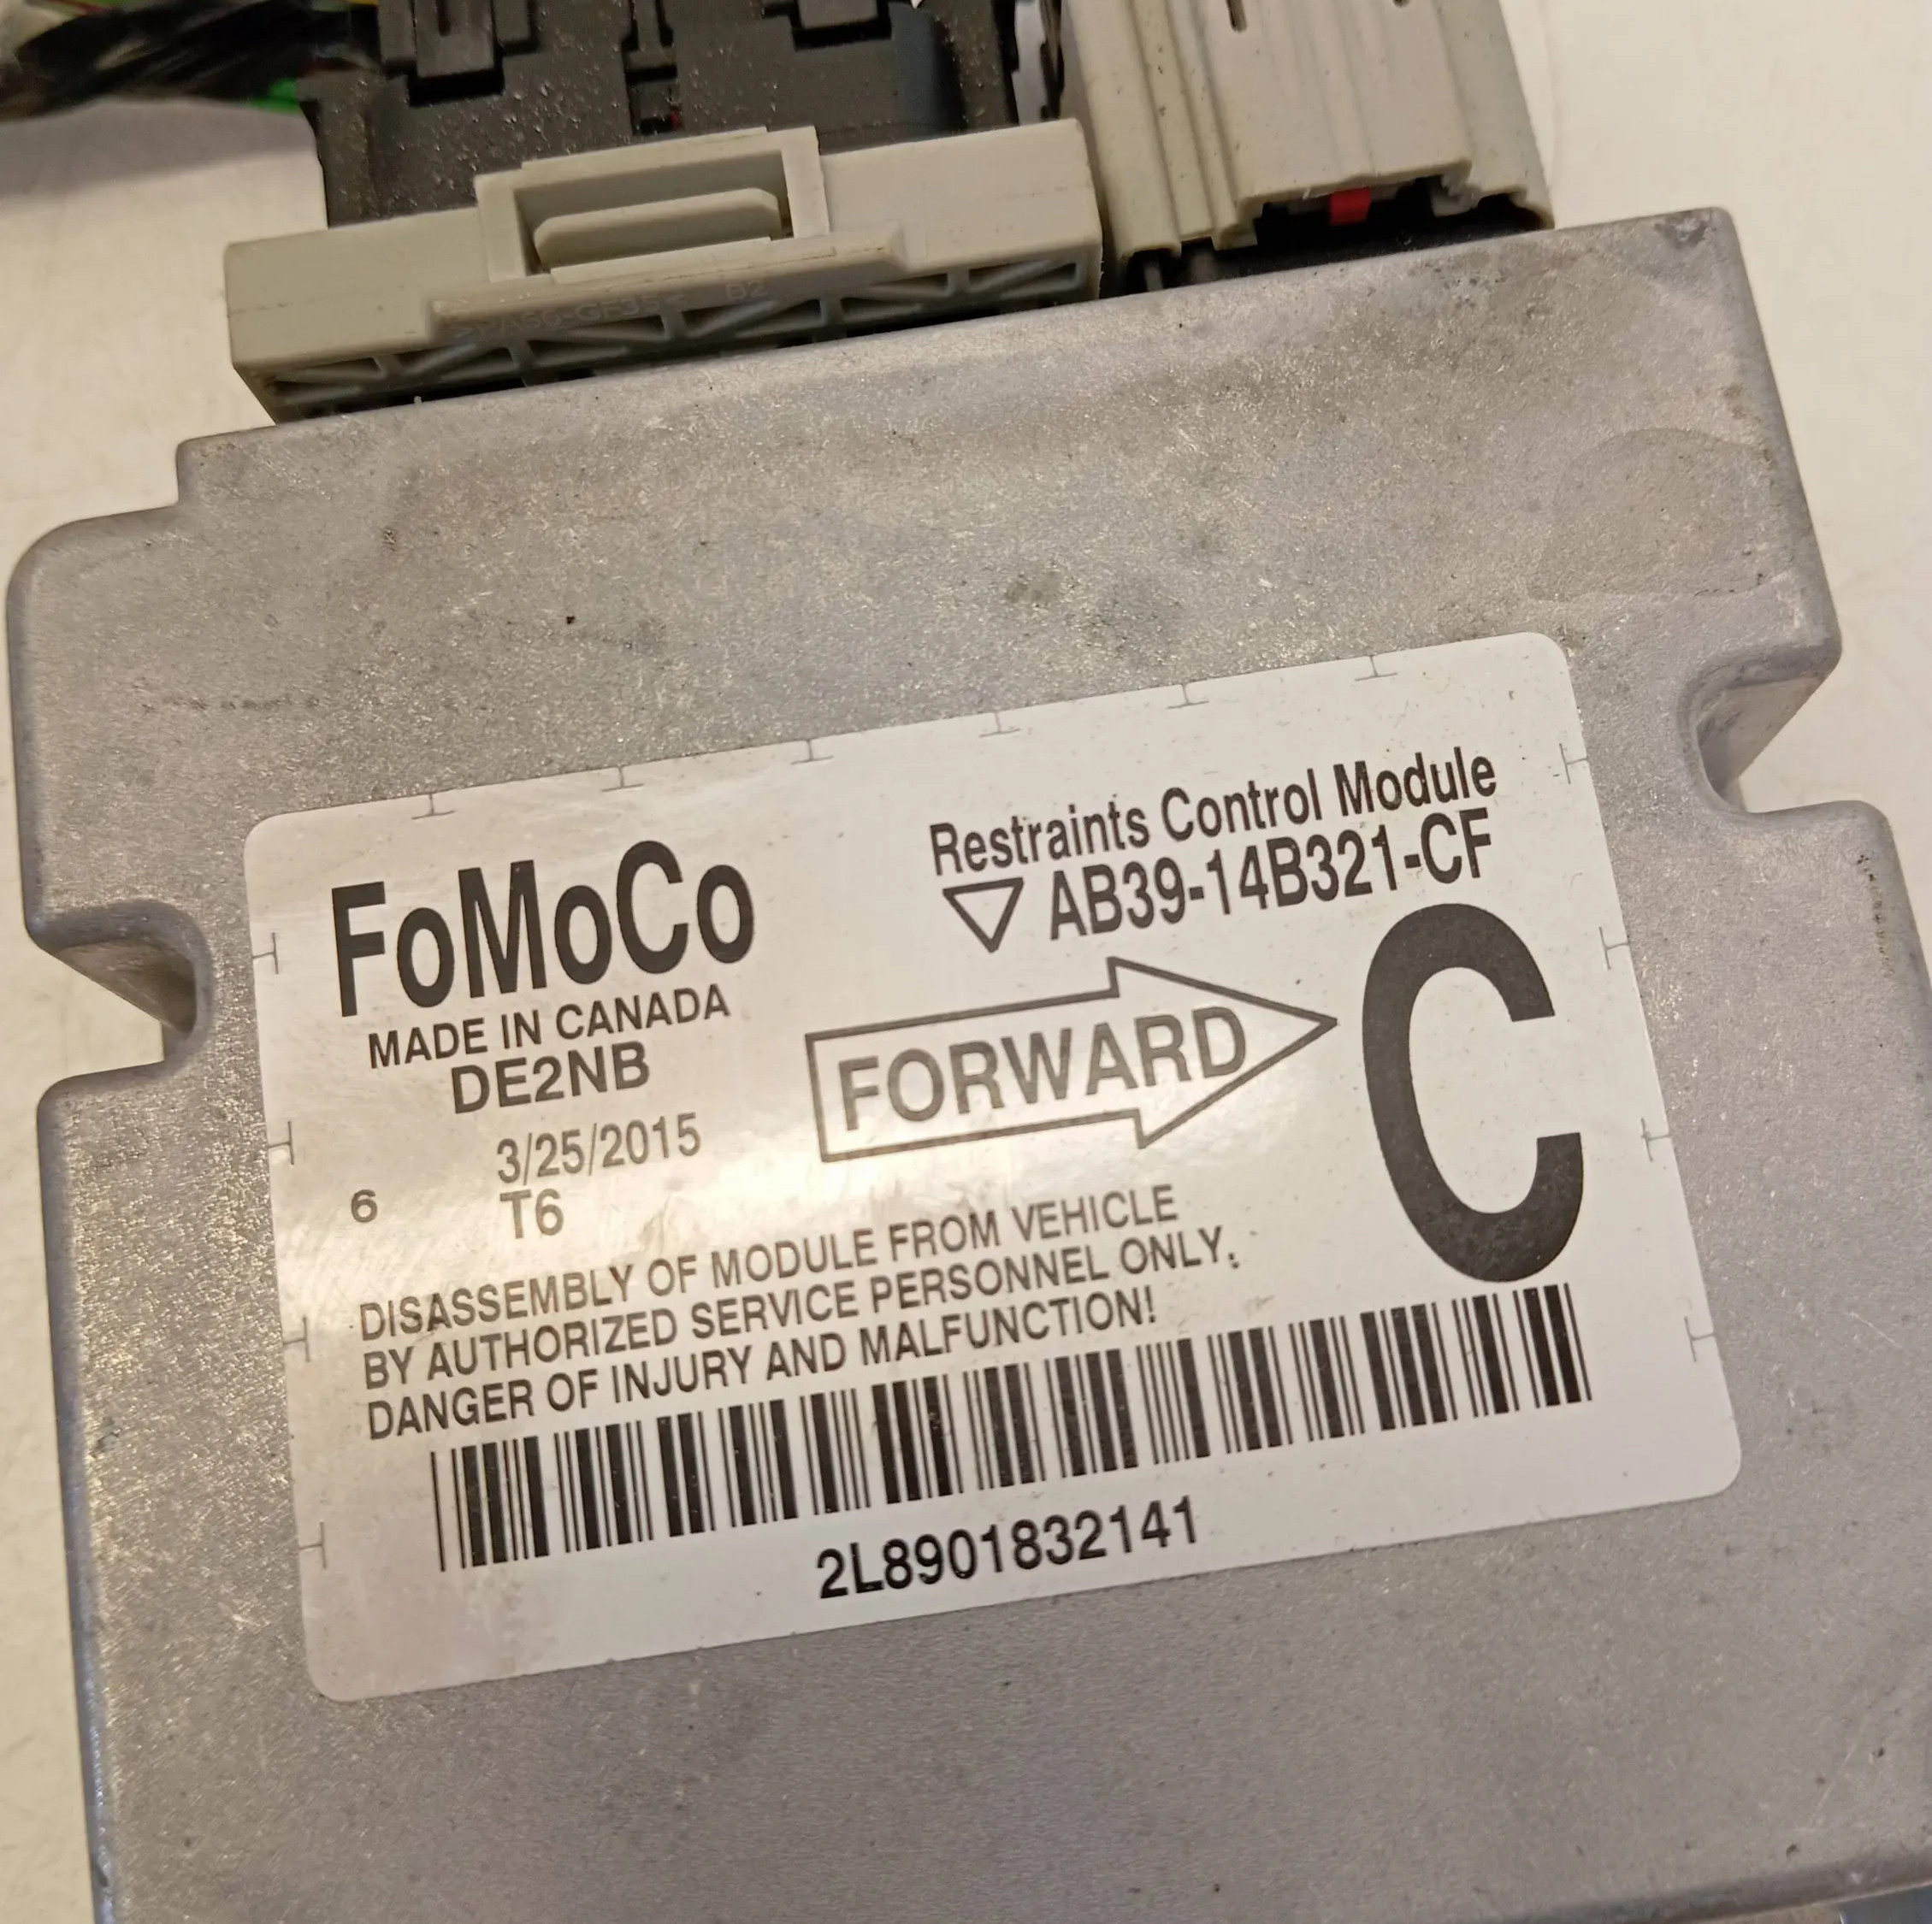 FoMoCo
MADE IN CANADA
DE2NB
3/25/2015
6 T6
Restraints Control Module
AB39-14B321-CF
FORWARD
C
DISASSEMBLY OF MODULE FROM VEHICLE
BY AUTHORIZED SERVICE PERSONNEL ONLY.
DANGER OF INJURY AND MALFUNCTION!
2L8901832141